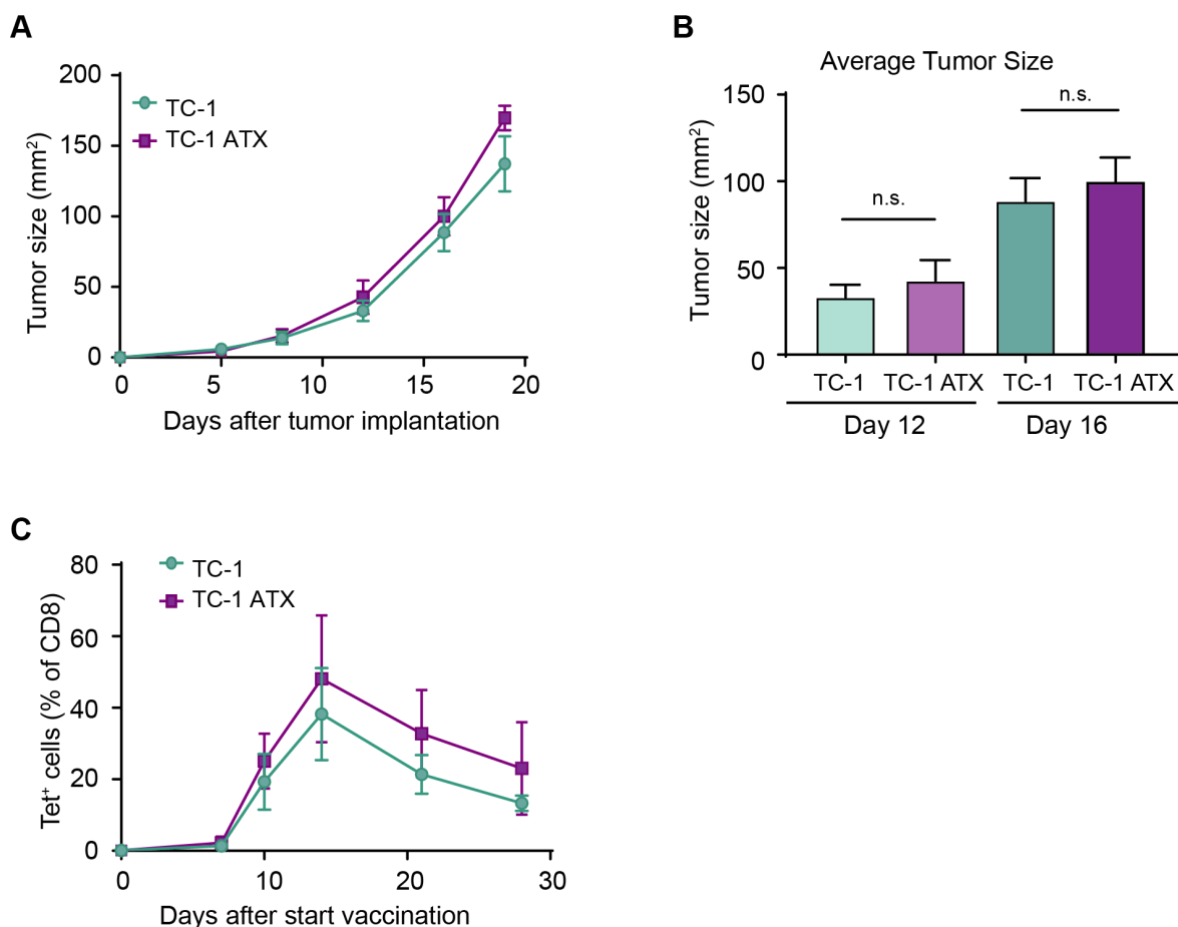 A
Tumor size (mm²)
200
150
100
50
0
TC-1
TC-1 ATX
0 5 10 15 20
Days after tumor implantation
B
Average Tumor Size
Tumor size (mm²)
150
100
50
0
n.s.
n.s.
TC-1 TC-1 ATX TC-1 TC-1 ATX
Day 12 Day 16
C
Tet⁺ cells (% of CD8)
80
60
40
20
0
TC-1
TC-1 ATX
0 10 20 30
Days after start vaccination